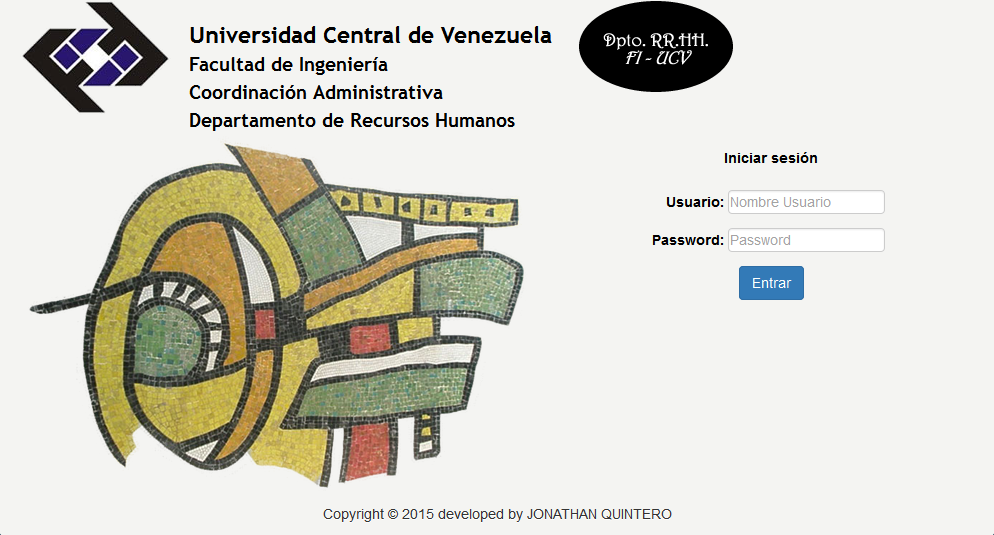 Universidad Central de Venezuela
Facultad de Ingeniería
Coordinación Administrativa
Departamento de Recursos Humanos
Dpto. RR.HH.
FI - UCV
Iniciar sesión
Usuario: Nombre Usuario
Password: Password
Entrar
Copyright © 2015 developed by JONATHAN QUINTERO